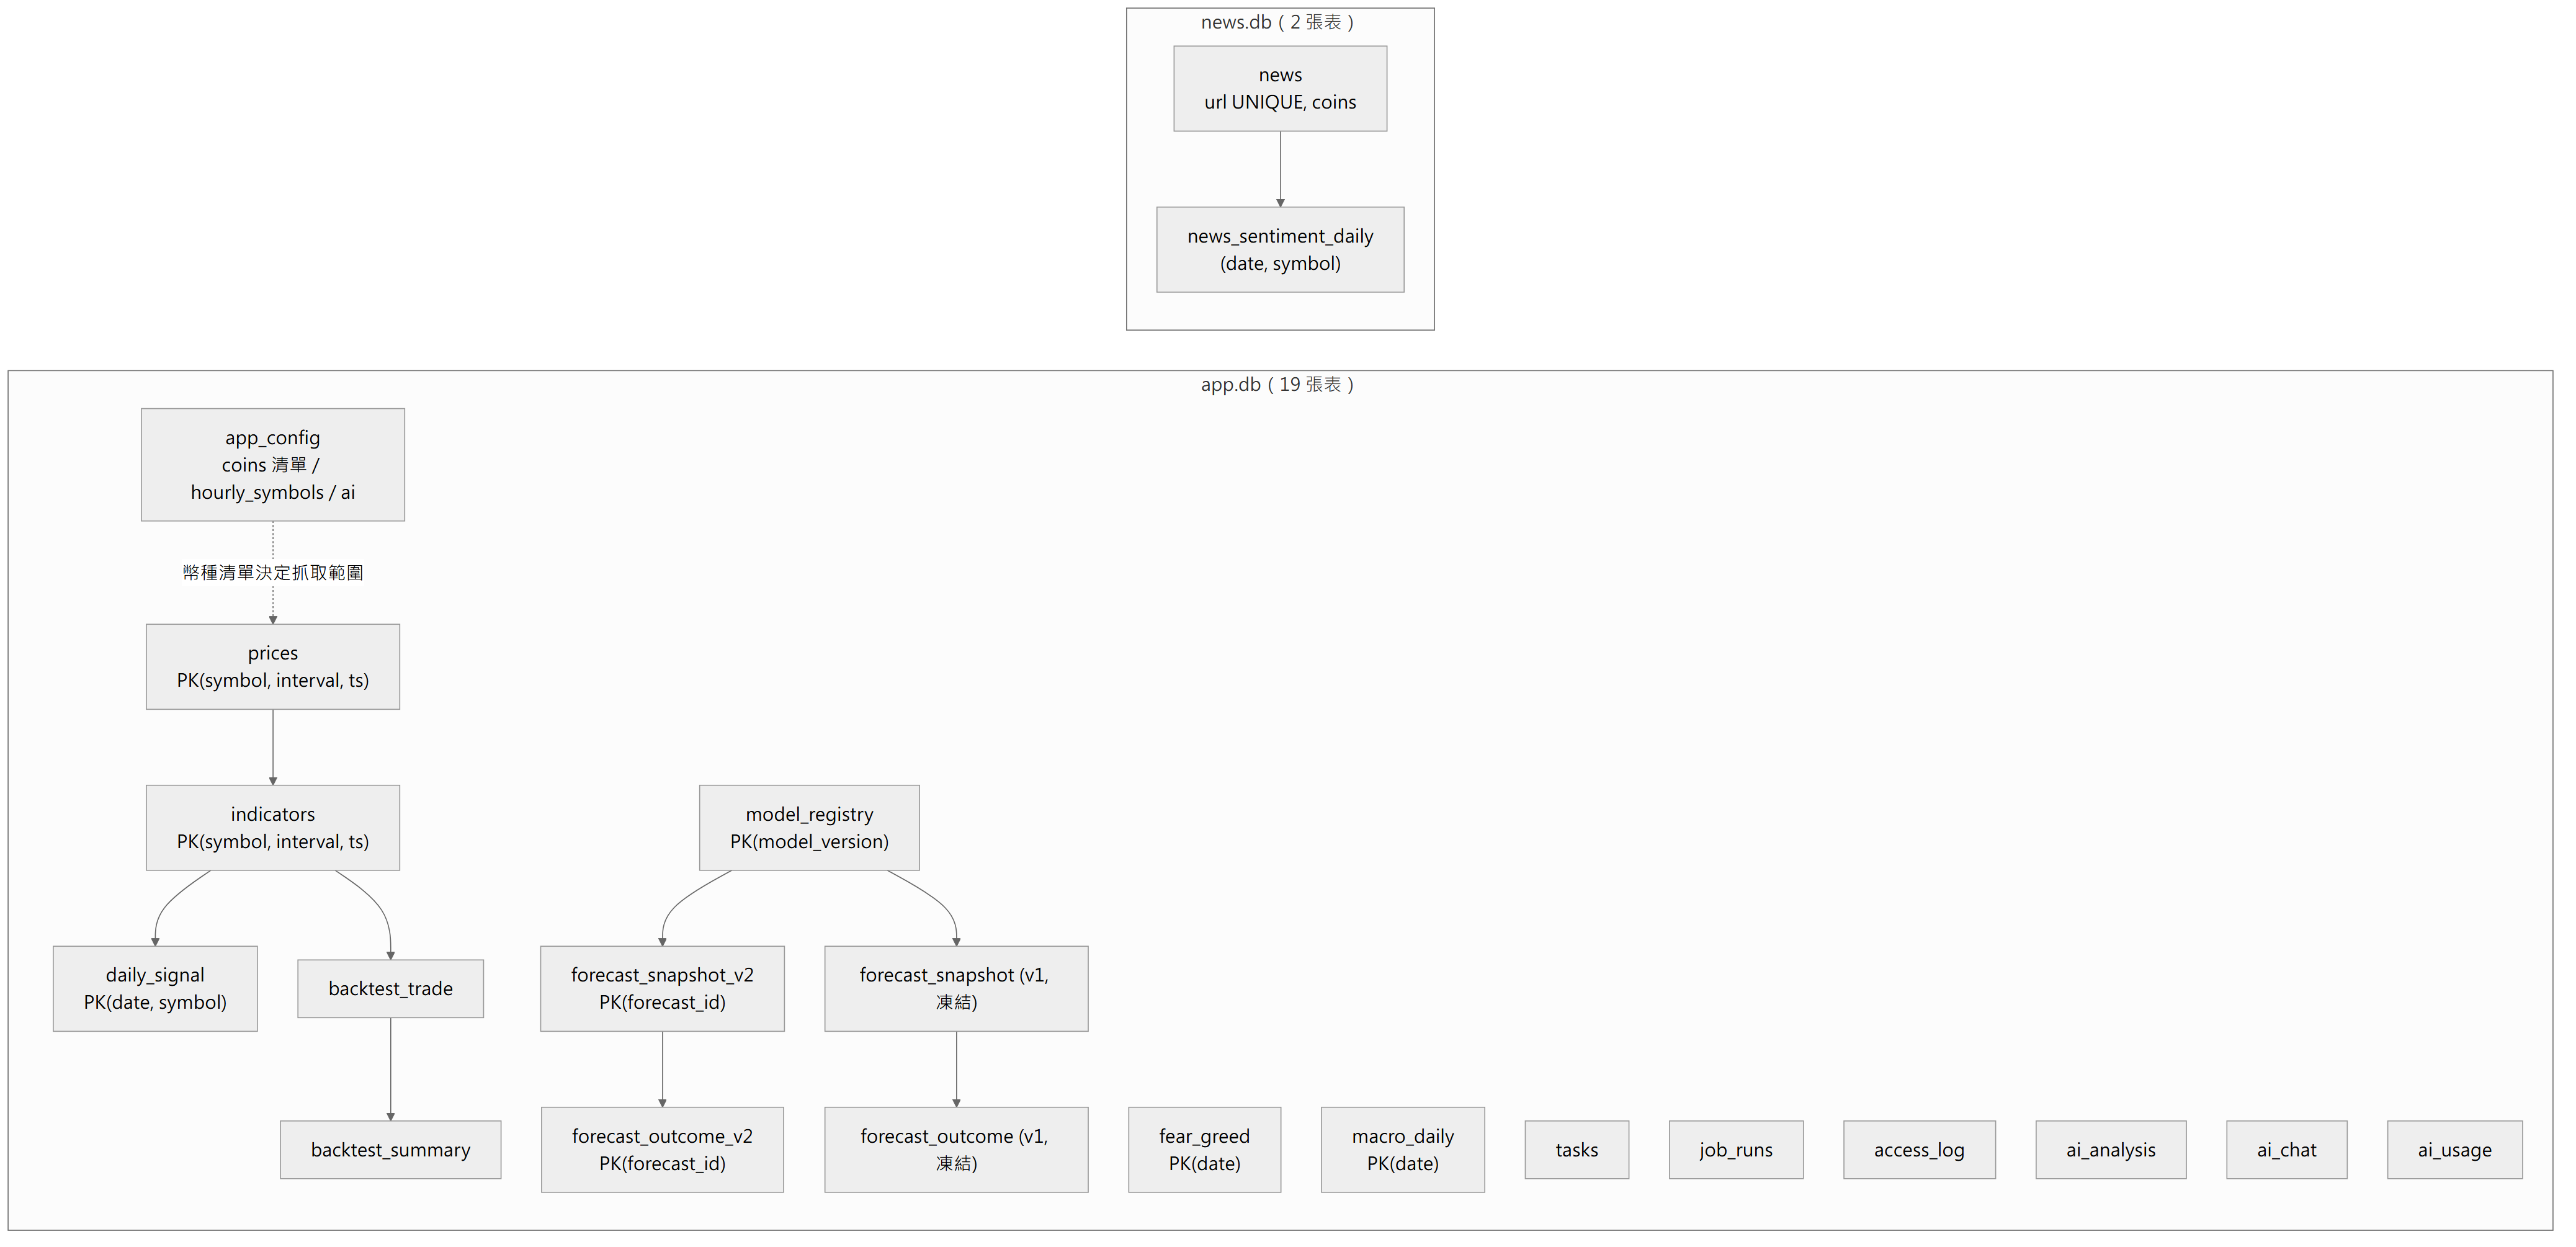 news.db（2 張表）
news
url UNIQUE, coins
news_sentiment_daily
(date, symbol)
app.db（19 張表）
app_config
coins 清單 /
hourly_symbols / ai
幣種清單決定抓取範圍
prices
PK(symbol, interval, ts)
indicators
PK(symbol, interval, ts)
model_registry
PK(model_version)
daily_signal
PK(date, symbol)
backtest_trade
forecast_snapshot_v2
PK(forecast_id)
forecast_snapshot (v1,
凍結)
backtest_summary
forecast_outcome_v2
PK(forecast_id)
forecast_outcome (v1,
凍結)
fear_greed
PK(date)
macro_daily
PK(date)
tasks
job_runs
access_log
ai_analysis
ai_chat
ai_usage